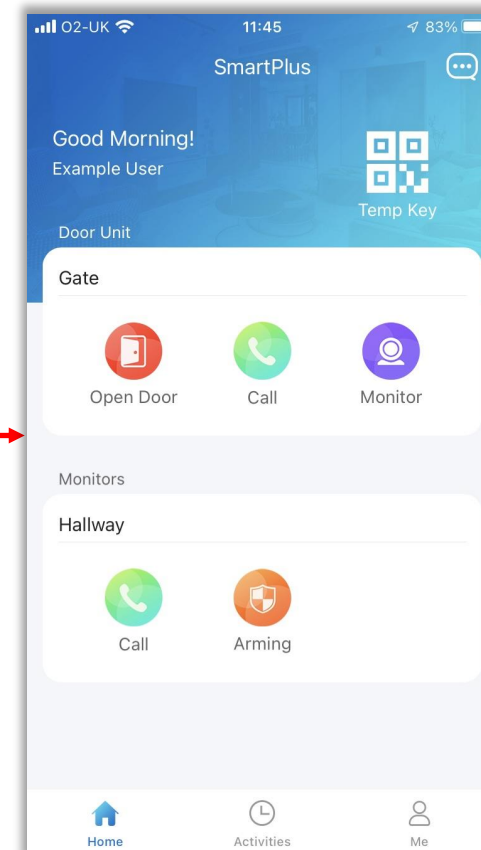 O2-UK 11:45 83%
SmartPlus
Good Morning!
Example User
Temp Key
Door Unit
Gate
Open Door Call Monitor
Monitors
Hallway
Call Arming
Home Activities Me